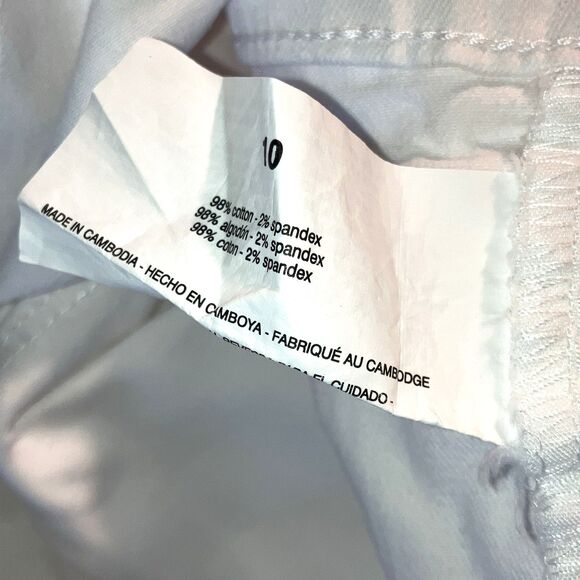 10
98% cotton - 2% spandex
98% algodón - 2% spandex
98% coton - 2% spandex
MADE IN CAMBODIA - HECHO EN CAMBOYA - FABRIQUÉ AU CAMBODGE
PARA EL CUIDADO -